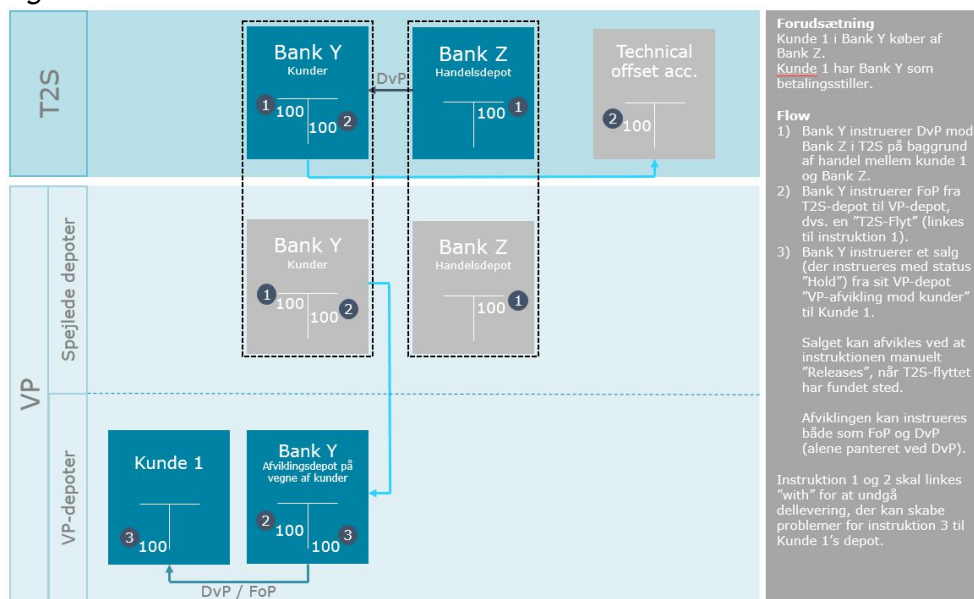 T2S
Bank Y
Kunder
1
100
100
2
DvP
Bank Z
Handelsdepot
100
1
Technical
offset acc.
2
100
VP
Spejlede depoter
Bank Y
Kunder
1
100
100
2
Bank Z
Handelsdepot
100
1
VP-depoter
Kunde 1
3
100
Bank Y
Afviklingsdepot på
vegne af kunder
2
100
100
3
DvP / FoP
Forudsætning
Kunde 1 i Bank Y køber af
Bank Z.
Kunde 1 har Bank Y som
betalingsstiller.
Flow
1) Bank Y instruerer DvP mod
Bank Z i T2S på baggrund
af handel mellem kunde 1
og Bank Z.
2) Bank Y instruerer FoP fra
T2S-depot til VP-depot,
dvs. en "T2S-Flyt" (linkes
til instruktion 1).
3) Bank Y instruerer et salg
(der instrueres med status
"Hold") fra sit VP-depot
"VP-afvikling mod kunder"
til Kunde 1.
Salget kan afvikles ved at
instruktionen manuelt
"Releases", når T2S-flyttet
har fundet sted.
Afviklingen kan instrueres
både som FoP og DvP
(alene panteret ved DvP).
Instruktion 1 og 2 skal linkes
"with" for at undgå
dellevering, der kan skabe
problemer for instruktion 3 til
Kunde 1's depot.